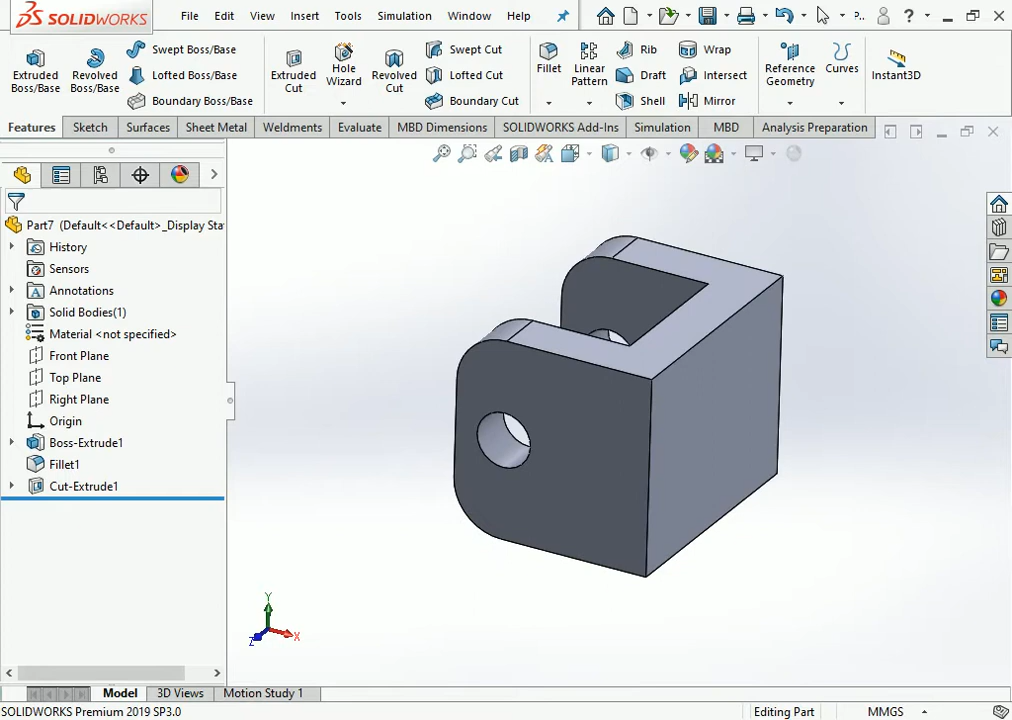 SOLIDWORKS File Edit View Insert Tools Simulation Window Help ?
Extruded Boss/Base
Revolved Boss/Base
Swept Boss/Base
Lofted Boss/Base
Boundary Boss/Base
Extruded Cut
Hole Wizard
Revolved Cut
Swept Cut
Lofted Cut
Boundary Cut
Fillet
Linear Pattern
Rib
Draft
Shell
Wrap
Intersect
Mirror
Reference Geometry
Curves
Instant3D
Features Sketch Surfaces Sheet Metal Weldments Evaluate MBD Dimensions SOLIDWORKS Add-Ins Simulation MBD Analysis Preparation
Part7 (Default<<Default>_Display Sta
History
Sensors
Annotations
Solid Bodies(1)
Material <not specified>
Front Plane
Top Plane
Right Plane
Origin
Boss-Extrude1
Fillet1
Cut-Extrude1
Y
X
Z
Model 3D Views Motion Study 1
SOLIDWORKS Premium 2019 SP3.0 Editing Part MMGS